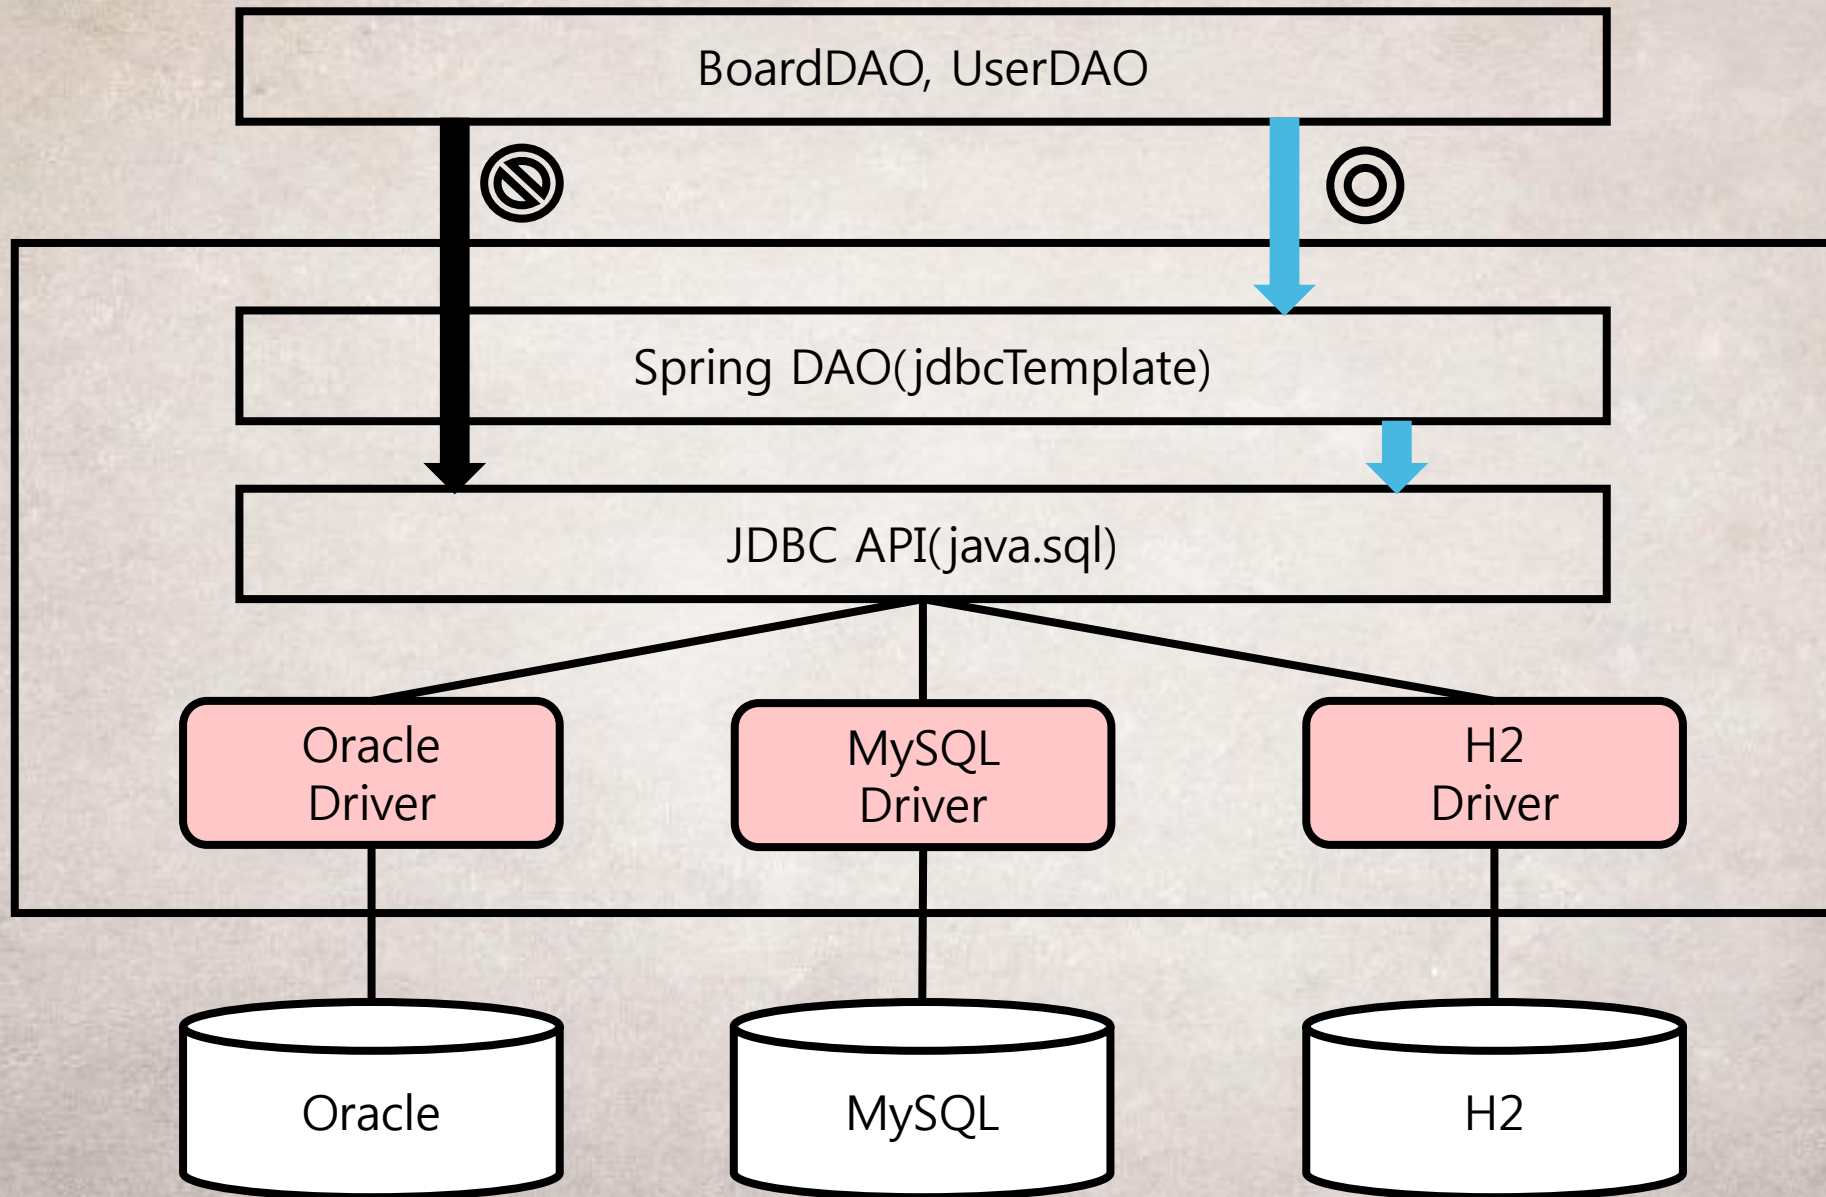 BoardDAO, UserDAO
Spring DAO(jdbcTemplate)
JDBC API(java.sql)
Oracle
Driver
MySQL
Driver
H2
Driver
Oracle
MySQL
H2